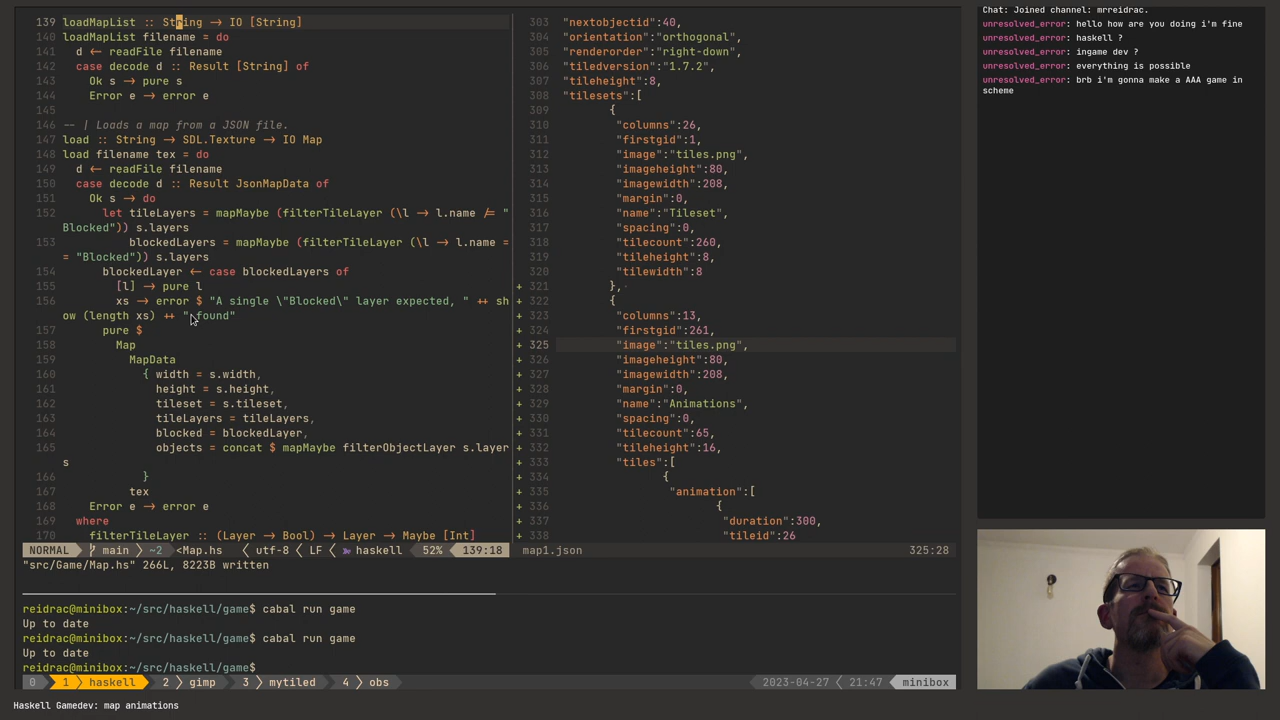 139 loadMapList :: String → IO [String]
140 loadMapList filename = do
141   d ← readFile filename
142   case decode d :: Result [String] of
143     Ok s → pure s
144     Error e → error e
145
146 -- | Loads a map from a JSON file.
147 load :: String → SDL.Texture → IO Map
148 load filename tex = do
149   d ← readFile filename
150   case decode d :: Result JsonMapData of
151     Ok s → do
152       let tileLayers = mapMaybe (filterTileLayer (\l → l.name ≠ "
Blocked")) s.layers
153           blockedLayers = mapMaybe (filterTileLayer (\l → l.name =
= "Blocked")) s.layers
154       blockedLayer ← case blockedLayers of
155         [l] → pure l
156         xs → error $ "A single \"Blocked\" layer expected, " ++ sh
ow (length xs) ++ " found"
157       pure $
158         Map
159           MapData
160             { width = s.width,
161               height = s.height,
162               tileset = s.tileset,
163               tileLayers = tileLayers,
164               blocked = blockedLayer,
165               objects = concat $ mapMaybe filterObjectLayer s.layer
s
166             }
167           tex
168     Error e → error e
169   where
170     filterTileLayer :: (Layer → Bool) → Layer → Maybe [Int]
NORMAL main ~2 <Map.hs utf-8 LF haskell 52% 139:18
303 "nextobjectid":40,
304 "orientation":"orthogonal",
305 "renderorder":"right-down",
306 "tiledversion":"1.7.2",
307 "tileheight":8,
308 "tilesets":[
309 {
310 "columns":26,
311 "firstgid":1,
312 "image":"tiles.png",
313 "imageheight":80,
314 "imagewidth":208,
315 "margin":0,
316 "name":"Tileset",
317 "spacing":0,
318 "tilecount":260,
319 "tileheight":8,
320 "tilewidth":8
+ 321 },
+ 322 {
+ 323 "columns":13,
+ 324 "firstgid":261,
+ 325 "image":"tiles.png",
+ 326 "imageheight":80,
+ 327 "imagewidth":208,
+ 328 "margin":0,
+ 329 "name":"Animations",
+ 330 "spacing":0,
+ 331 "tilecount":65,
+ 332 "tileheight":16,
+ 333 "tiles":[
+ 334 {
+ 335 "animation":[
+ 336 {
+ 337 "duration":300,
+ 338 "tileid":26
map1.json 325:28
"src/Game/Map.hs" 266L, 8223B written
reidrac@minibox:~/src/haskell/game$ cabal run game
Up to date
reidrac@minibox:~/src/haskell/game$ cabal run game
Up to date
reidrac@minibox:~/src/haskell/game$
0 1 haskell 2 gimp 3 mytiled 4 obs 2023-04-27 21:47 minibox
Haskell Gamedev: map animations
Chat: Joined channel: mrreidrac.
unresolved_error: hello how are you doing i'm fine
unresolved_error: haskell ?
unresolved_error: ingame dev ?
unresolved_error: everything is possible
unresolved_error: brb i'm gonna make a AAA game in
scheme